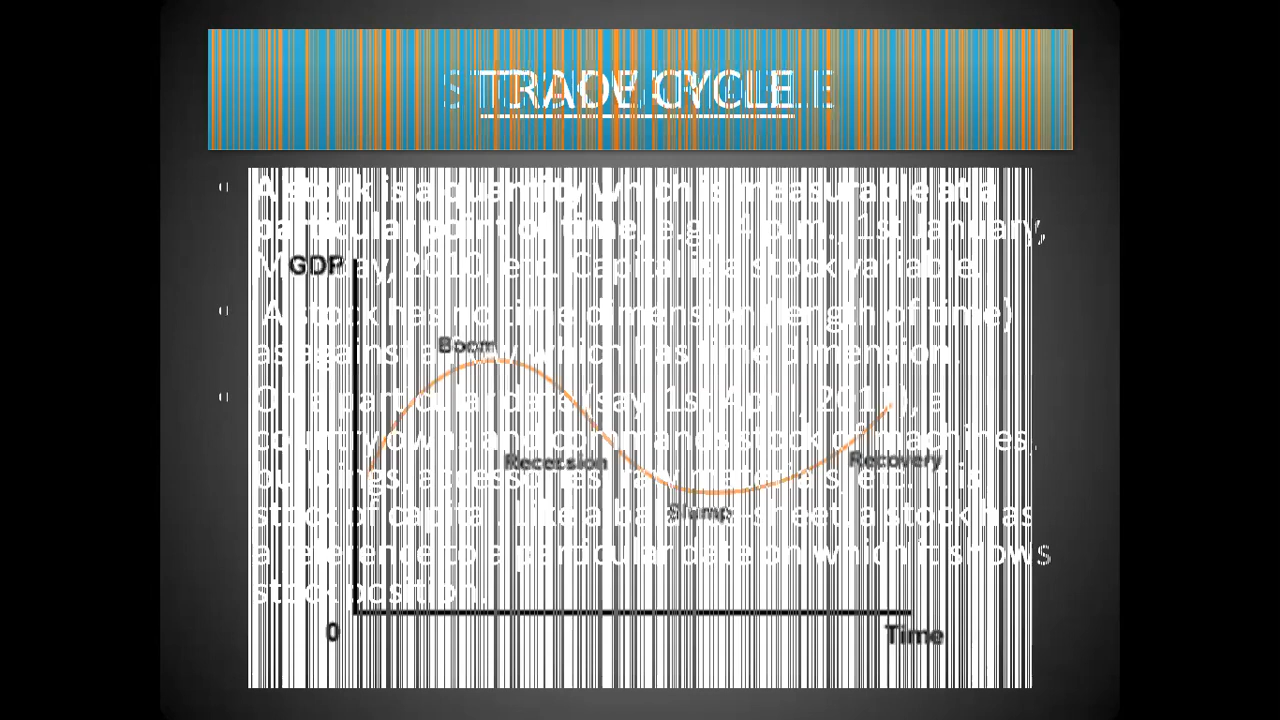 TRADE CYCLE
STOCK VARIABLE
A stock is a quantity which is measurable at a
particular point of time, e.g., 4 p.m., 1st January,
Monday, 2010, etc. Capital is a stock variable.
A stock has no time dimension (length of time)
as against a flow which has time dimension.
On a particular date (say, 1st April, 2011), a
country owns and commands stock of machines,
buildings, accessories, raw materials, etc. It is
stock of capital. Like a balance-sheet, a stock has
a reference to a particular date on which it shows
stock position.
GDP
Boom
Recession
Recovery
Slump
0
Time